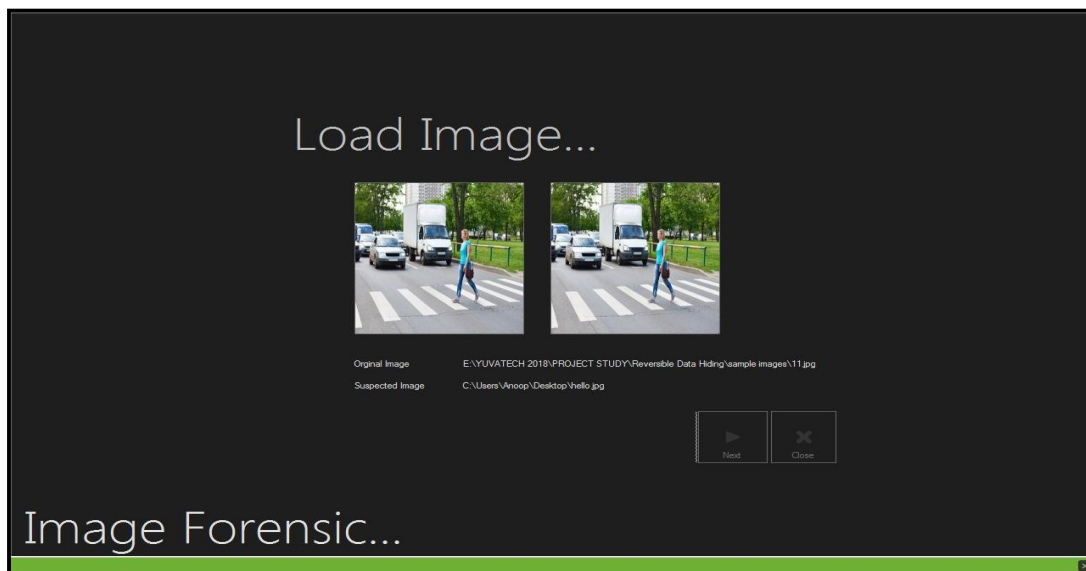 Load Image...
Orginal Image E:\YUVATECH 2018\PROJECT STUDY\Reversible Data Hiding\sample images\11.jpg
Suspected Image C:\Users\Anoop\Desktop\hello.jpg
Next Close
Image Forensic...